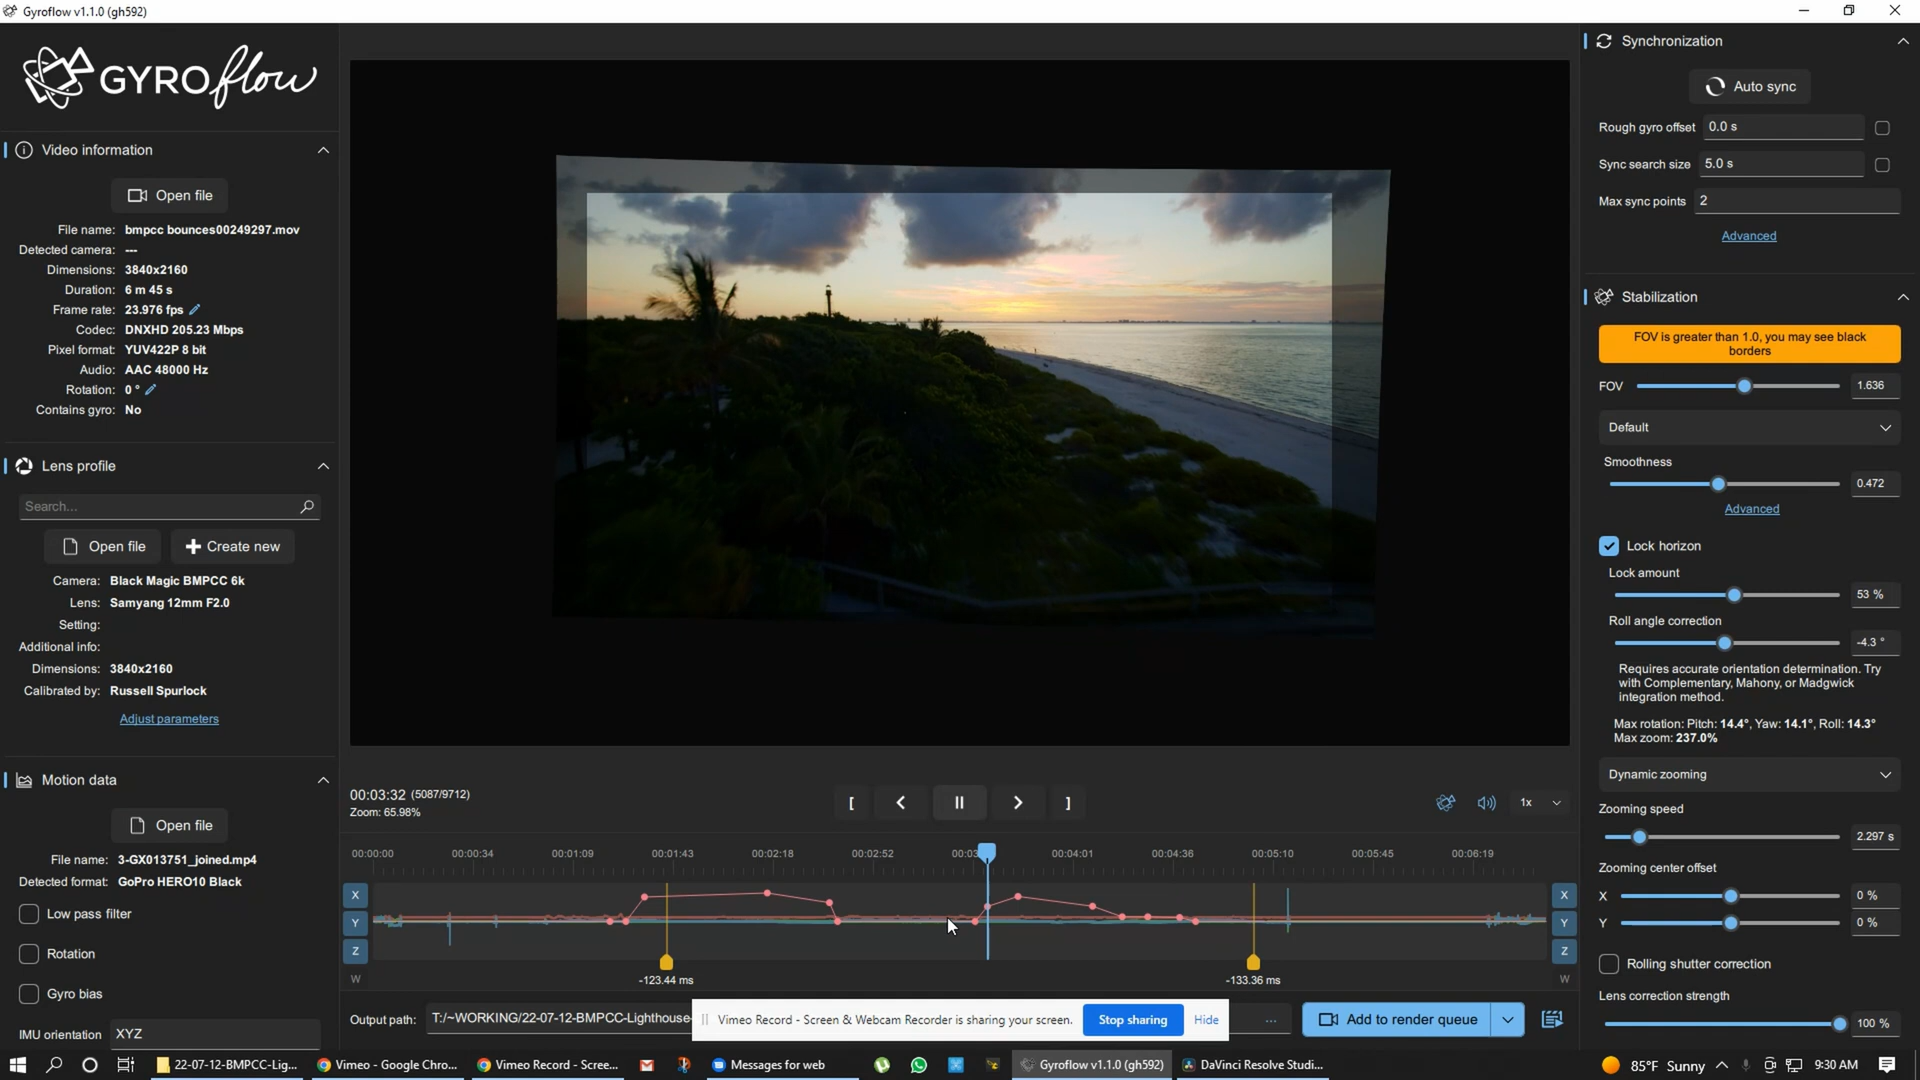 Gyroflow v1.1.0 (gh592)
GYROflow
Video information
Open file
File name: bmpcc bounces00249297.mov
Detected camera: ---
Dimensions: 3840x2160
Duration: 6 m 45 s
Frame rate: 23.976 fps
Codec: DNXHD 205.23 Mbps
Pixel format: YUV422P 8 bit
Audio: AAC 48000 Hz
Rotation: 0 °
Contains gyro: No
Lens profile
Search...
Open file
Create new
Camera: Black Magic BMPCC 6k
Lens: Samyang 12mm F2.0
Setting:
Additional info:
Dimensions: 3840x2160
Calibrated by: Russell Spurlock
Adjust parameters
Motion data
Open file
File name: 3-GX013751_joined.mp4
Detected format: GoPro HERO10 Black
Low pass filter
Rotation
Gyro bias
IMU orientation XYZ
00:03:32 (5087/9712)
Zoom: 65.98%
[ ]
1x
00:00:00 00:00:34 00:01:09 00:01:43 00:02:18 00:02:52 00:03 00:04:01 00:04:36 00:05:10 00:05:45 00:06:19
X X
Y Y
Z Z
W W
-123.44 ms -133.36 ms
Output path: T:/~WORKING/22-07-12-BMPCC-Lighthouse-
...
Vimeo Record - Screen & Webcam Recorder is sharing your screen.
Stop sharing
Hide
Add to render queue
Synchronization
Auto sync
Rough gyro offset 0.0 s
Sync search size 5.0 s
Max sync points 2
Advanced
Stabilization
FOV is greater than 1.0, you may see black
borders
FOV 1.636
Default
Smoothness
0.472
Advanced
Lock horizon
Lock amount
53 %
Roll angle correction
-4.3 °
Requires accurate orientation determination. Try
with Complementary, Mahony, or Madgwick
integration method.
Max rotation: Pitch: 14.4°, Yaw: 14.1°, Roll: 14.3°
Max zoom: 237.0%
Dynamic zooming
Zooming speed
2.297 s
Zooming center offset
X 0 %
Y 0 %
Rolling shutter correction
Lens correction strength
100 %
22-07-12-BMPCC-Lig...
Vimeo - Google Chro...
Vimeo Record - Scree...
Messages for web
Gyroflow v1.1.0 (gh592)
DaVinci Resolve Studi...
85°F Sunny
9:30 AM